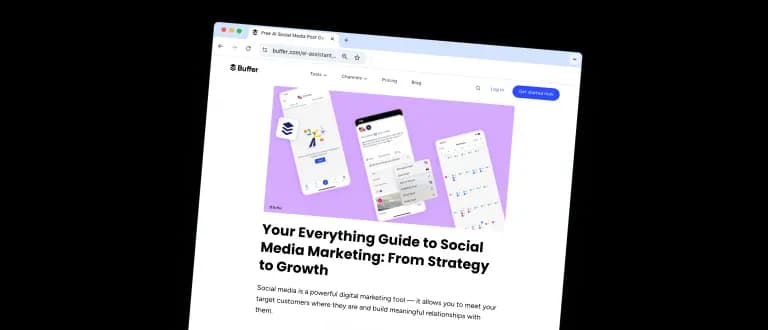 Free AI Social Media Post G
buffer.com/ai-assistant...
Buffer
Tools
Channels
Pricing
Blog
Log in
Get started now
Buffer
Your Everything Guide to Social
Media Marketing: From Strategy
to Growth
Social media is a powerful digital marketing tool — it allows you to meet your
target customers where they are and build meaningful relationships with
them.